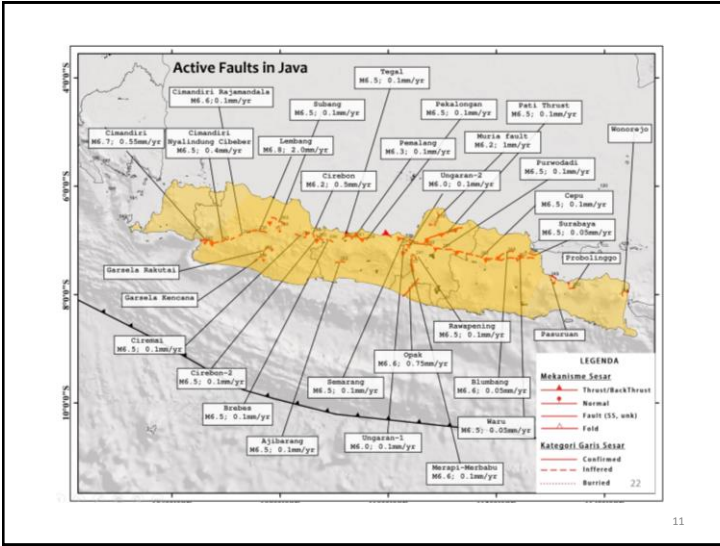 Active Faults in Java
Tegal
M6.5; 0.1mm/yr
Cimandiri Rajamandala
M6.6;0.1mm/yr
Subang
M6.5; 0.1mm/yr
Pekalongan
M6.5; 0.1mm/yr
Pati Thrust
M6.5; 0.1mm/yr
Cimandiri
M6.7; 0.55mm/yr
Cimandiri
Nyalindung Cibeber
M6.5; 0.4mm/yr
Lembang
M6.8; 2.0mm/yr
Pemalang
M6.3; 0.1mm/yr
Muria fault
M6.2; 1mm/yr
Wonorejo
Cirebon
M6.2; 0.5mm/yr
Ungaran-2
M6.0; 0.1mm/yr
Purwodadi
M6.5; 0.1mm/yr
Cepu
M6.5; 0.1mm/yr
Surabaya
M6.5; 0.05mm/yr
Probolinggo
Garsela Rakutai
Garsela Kencana
Ciremai
M6.5; 0.1mm/yr
Cirebon-2
M6.5; 0.1mm/yr
Brebes
M6.5; 0.1mm/yr
Ajibarang
M6.5; 0.1mm/yr
Semarang
M6.5; 0.1mm/yr
Ungaran-1
M6.0; 0.1mm/yr
Opak
M6.6; 0.75mm/yr
Merapi-Merbabu
M6.6; 0.1mm/yr
Rawapening
M6.5; 0.1mm/yr
Blumbang
M6.6; 0.05mm/yr
Waru
M6.5; 0.05mm/yr
Pasuruan
4°0'0"S
6°0'0"S
8°0'0"S
10°0'0"S
LEGENDA
Mekanisme Sesar
Thrust/BackThrust
Normal
Fault (SS, unk)
Fold
Kategori Garis Sesar
Confirmed
Inffered
Burried
22
11